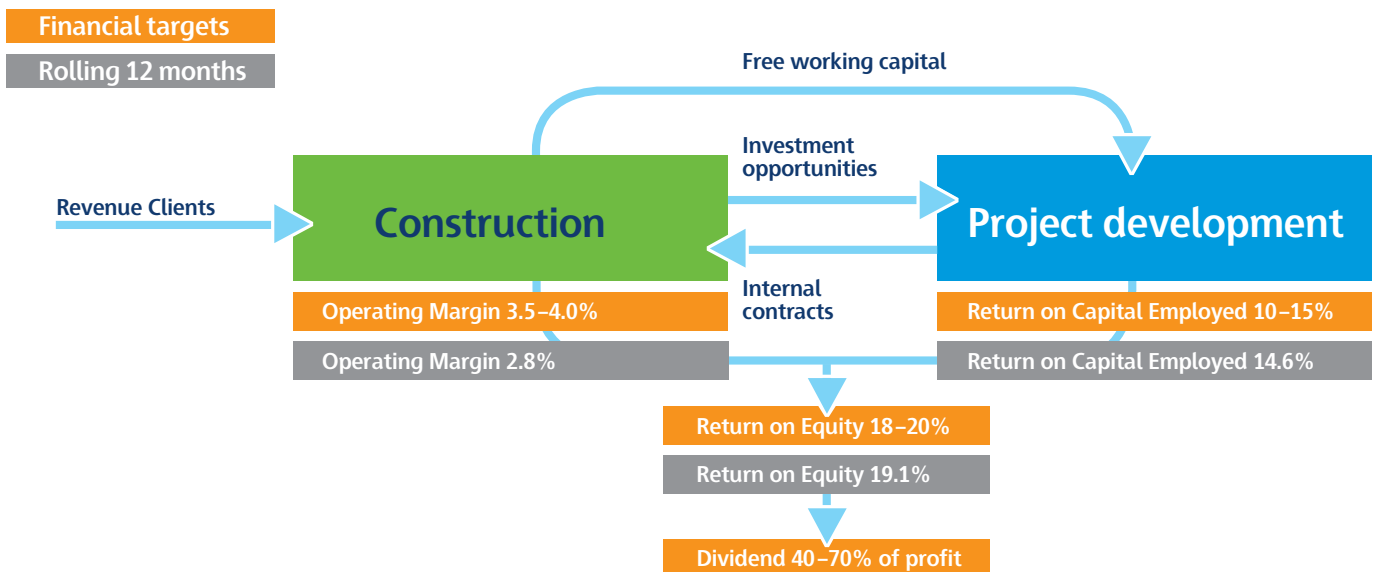 Financial targets
Rolling 12 months
Free working capital
Investment
opportunities
Revenue Clients
Construction
Project development
Internal
contracts
Operating Margin 3.5–4.0%
Operating Margin 2.8%
Return on Capital Employed 10–15%
Return on Capital Employed 14.6%
Return on Equity 18–20%
Return on Equity 19.1%
Dividend 40–70% of profit